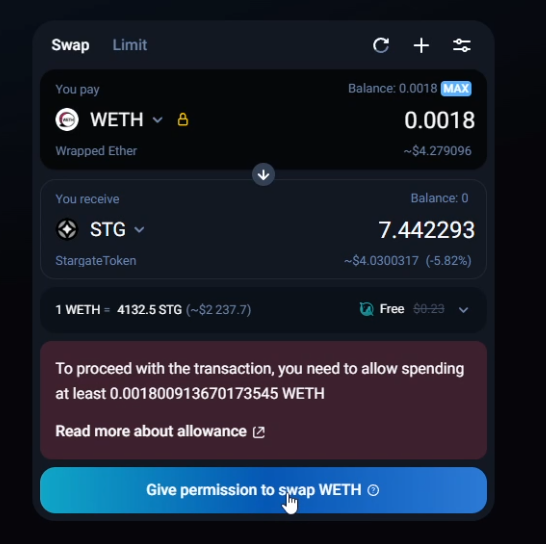 Swap Limit
You pay Balance: 0.0018 MAX
WETH 0.0018
Wrapped Ether ~$4.279096
You receive Balance: 0
STG 7.442293
StargateToken ~$4.0300317 (-5.82%)
1 WETH = 4132.5 STG (~$2 237.7) Free $0.23
To proceed with the transaction, you need to allow spending
at least 0.001800913670173545 WETH
Read more about allowance
Give permission to swap WETH